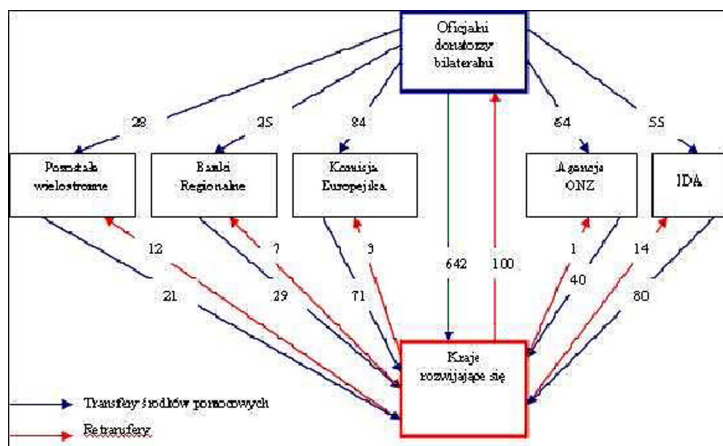 Oficjalni
donatorzy
bilateralni
28
25
84
64
55
Pozostałe
wielostronne
Banki
Regionalne
Komisja
Europejska
Agencje
ONZ
IDA
12
7
3
642
100
1
14
21
29
71
40
80
Kraje
rozwijające się
Transfery środków pomocowych
Retransfery